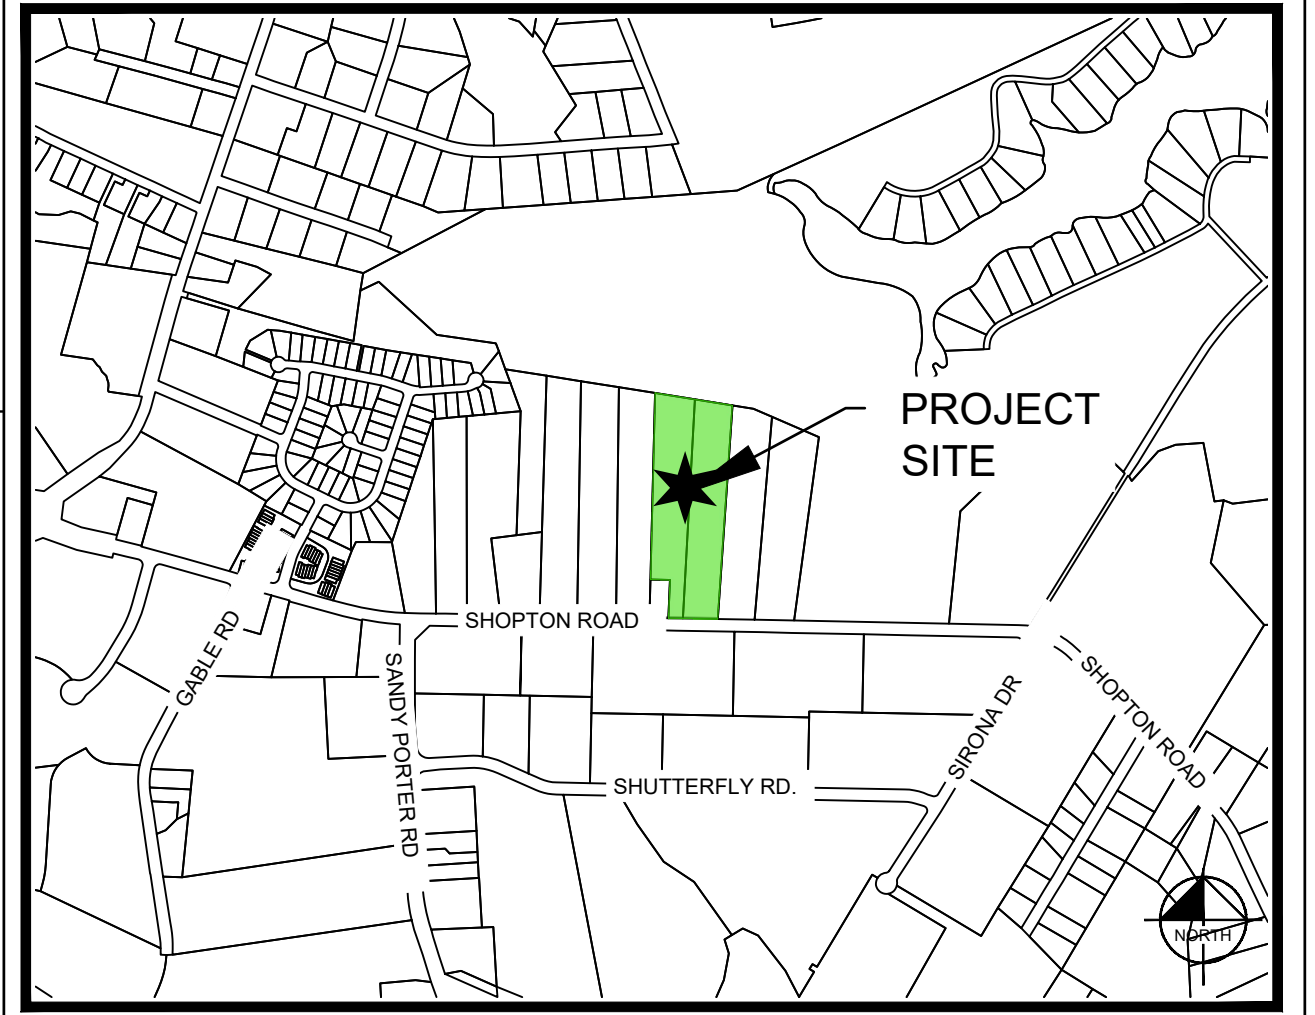 PROJECT
SITE
SHOPTON ROAD
GABLE RD
SANDY PORTER RD
SHOPTON ROAD
SIRONA DR
SHUTTERFLY RD.
NORTH